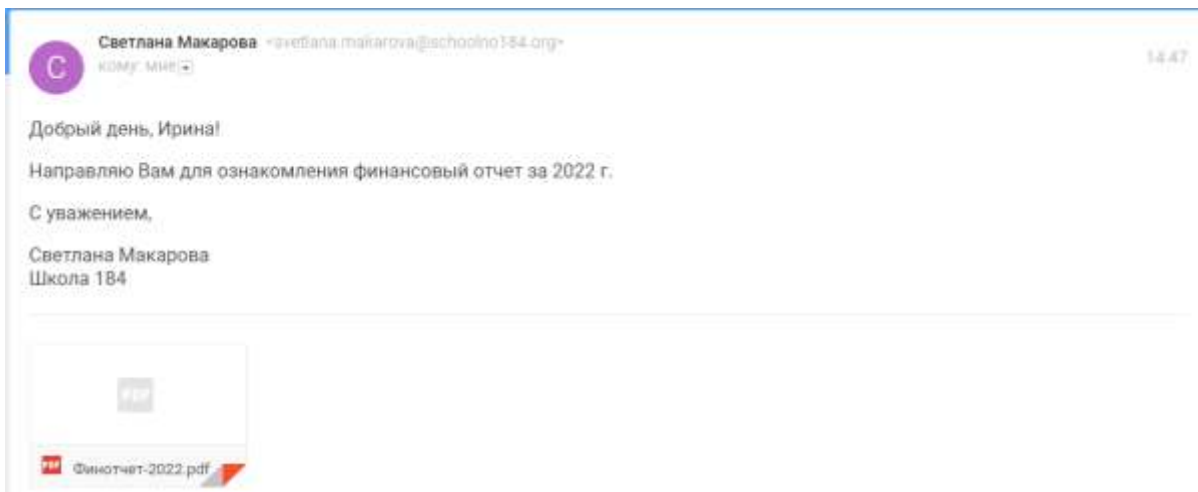 Светлана Макарова <svetlana.makarova@schoolno184.org>
С
кому: мне
14:47
Добрый день, Ирина!
Направляю Вам для ознакомления финансовый отчет за 2022 г.
С уважением,
Светлана Макарова
Школа 184
PDF
PDF Финотчет-2022.pdf